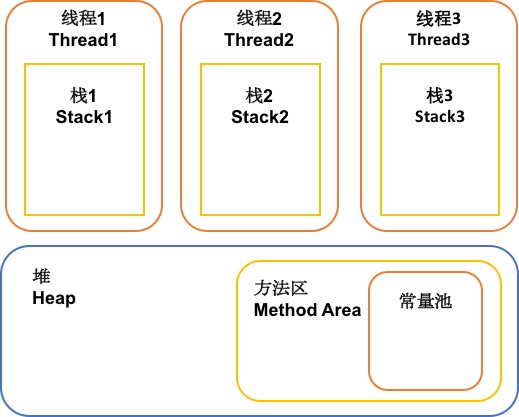 线程1
Thread1
栈1
Stack1
线程2
Thread2
栈2
Stack2
线程3
Thread3
栈3
Stack3
堆
Heap
方法区
Method Area
常量池